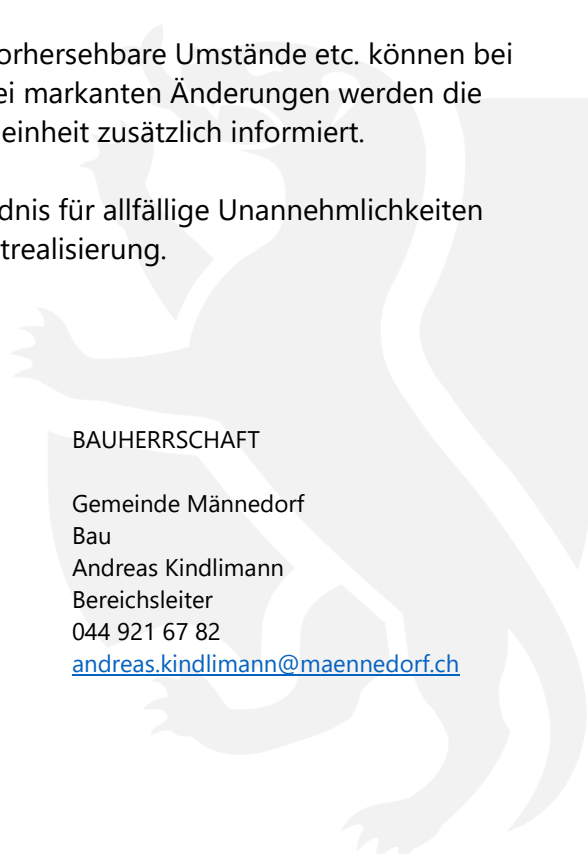 orhersehbare Umstände etc. können bei
ei markanten Änderungen werden die
einheit zusätzlich informiert.
dnis für allfällige Unannehmlichkeiten
trealisierung.
BAUHERRSCHAFT
Gemeinde Männedorf
Bau
Andreas Kindlimann
Bereichsleiter
044 921 67 82
andreas.kindlimann@maennedorf.ch